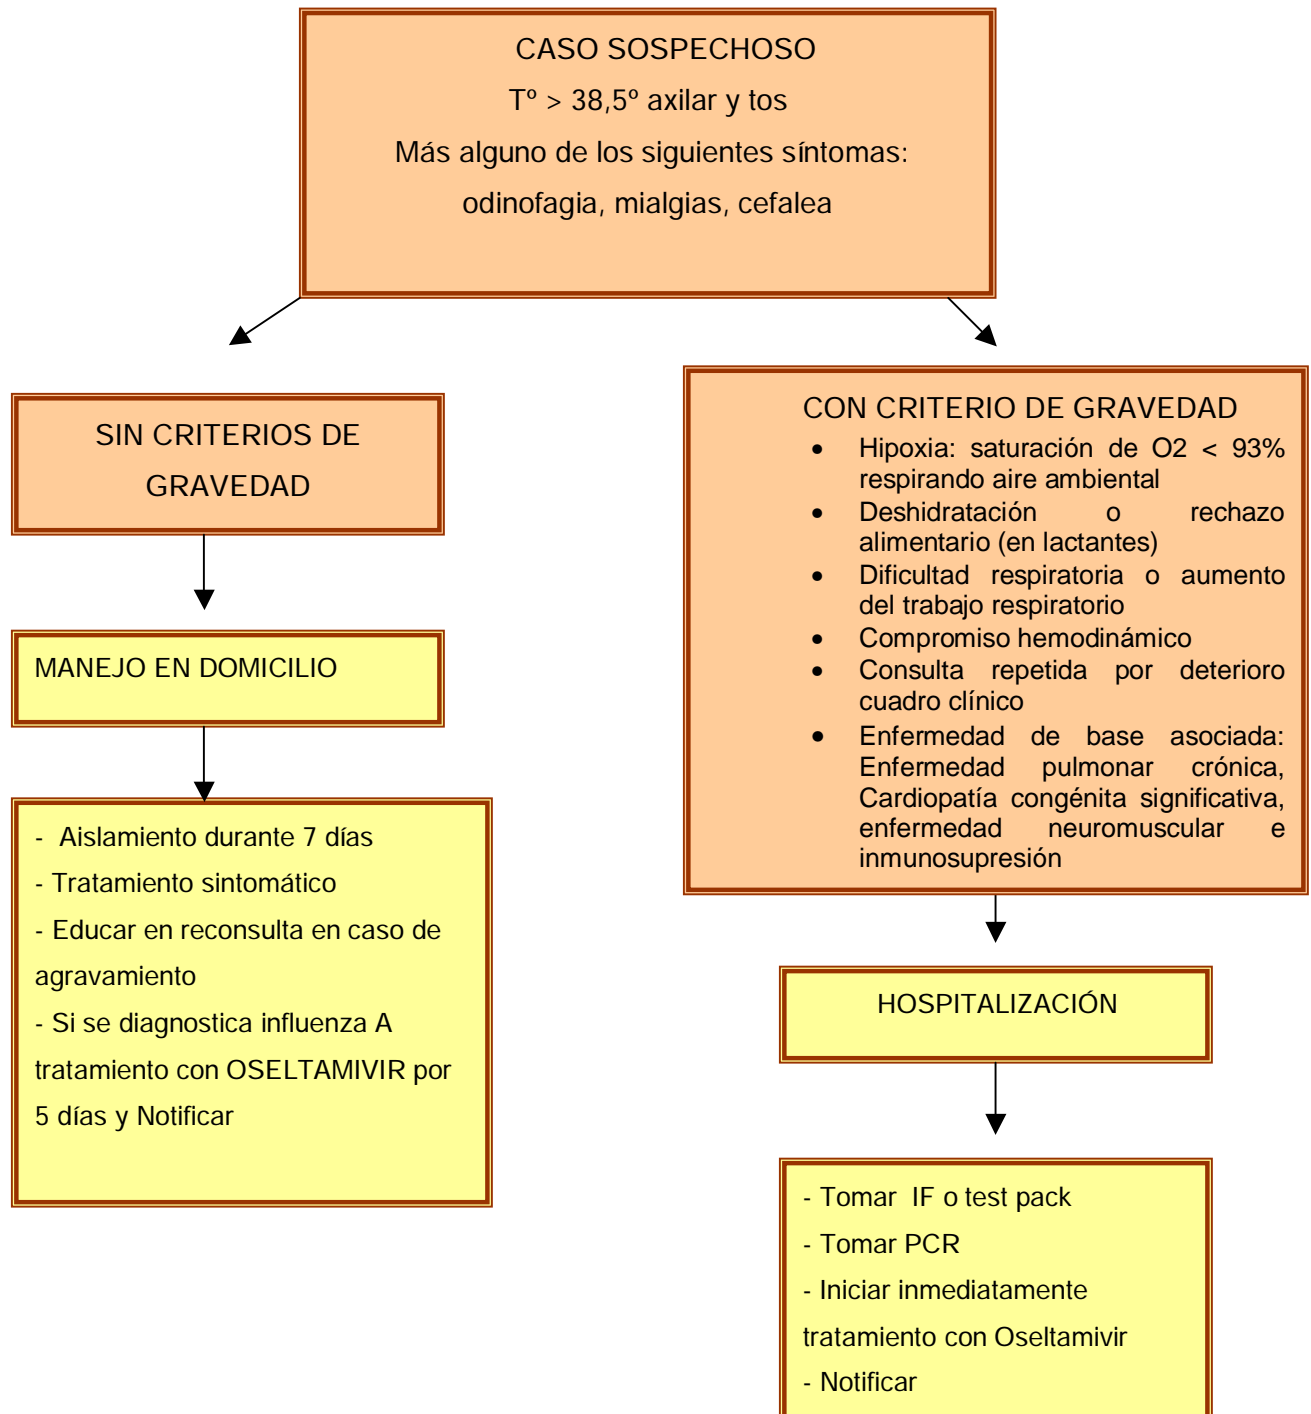 CASO SOSPECHOSO
Tº > 38,5º axilar y tos
Más alguno de los siguientes síntomas:
odinofagia, mialgias, cefalea
SIN CRITERIOS DE
GRAVEDAD
MANEJO EN DOMICILIO
- Aislamiento durante 7 días
- Tratamiento sintomático
- Educar en reconsulta en caso de
agravamiento
- Si se diagnostica influenza A
tratamiento con OSELTAMIVIR por
5 días y Notificar
CON CRITERIO DE GRAVEDAD
• Hipoxia: saturación de O2 < 93%
respirando aire ambiental
• Deshidratación o rechazo
alimentario (en lactantes)
• Dificultad respiratoria o aumento
del trabajo respiratorio
• Compromiso hemodinámico
• Consulta repetida por deterioro
cuadro clínico
• Enfermedad de base asociada:
Enfermedad pulmonar crónica,
Cardiopatía congénita significativa,
enfermedad neuromuscular e
inmunosupresión
HOSPITALIZACIÓN
- Tomar IF o test pack
- Tomar PCR
- Iniciar inmediatamente
tratamiento con Oseltamivir
- Notificar